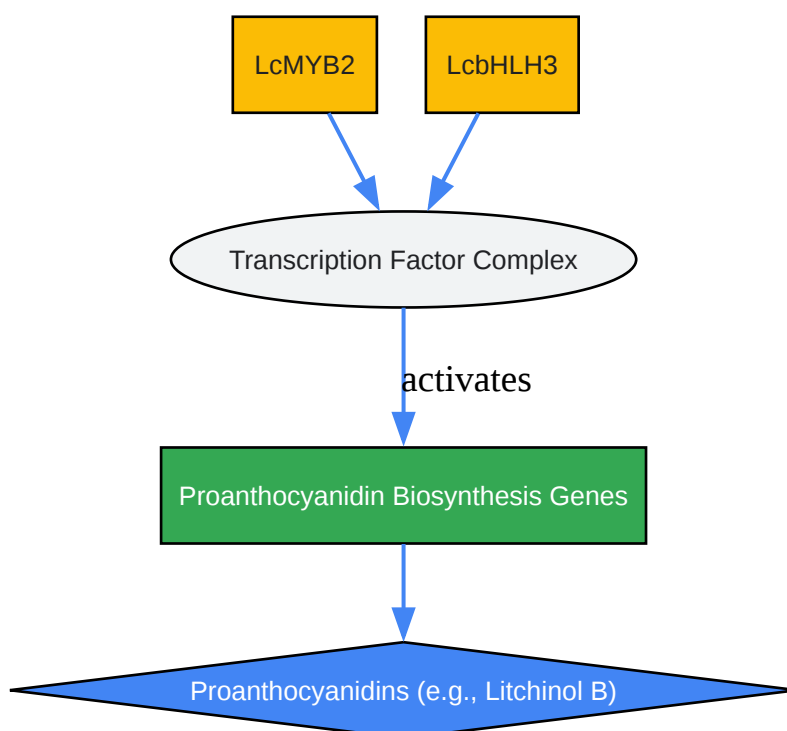 LcMYB2
LcbHLH3
Transcription Factor Complex
activates
Proanthocyanidin Biosynthesis Genes
Proanthocyanidins (e.g., Litchinol B)